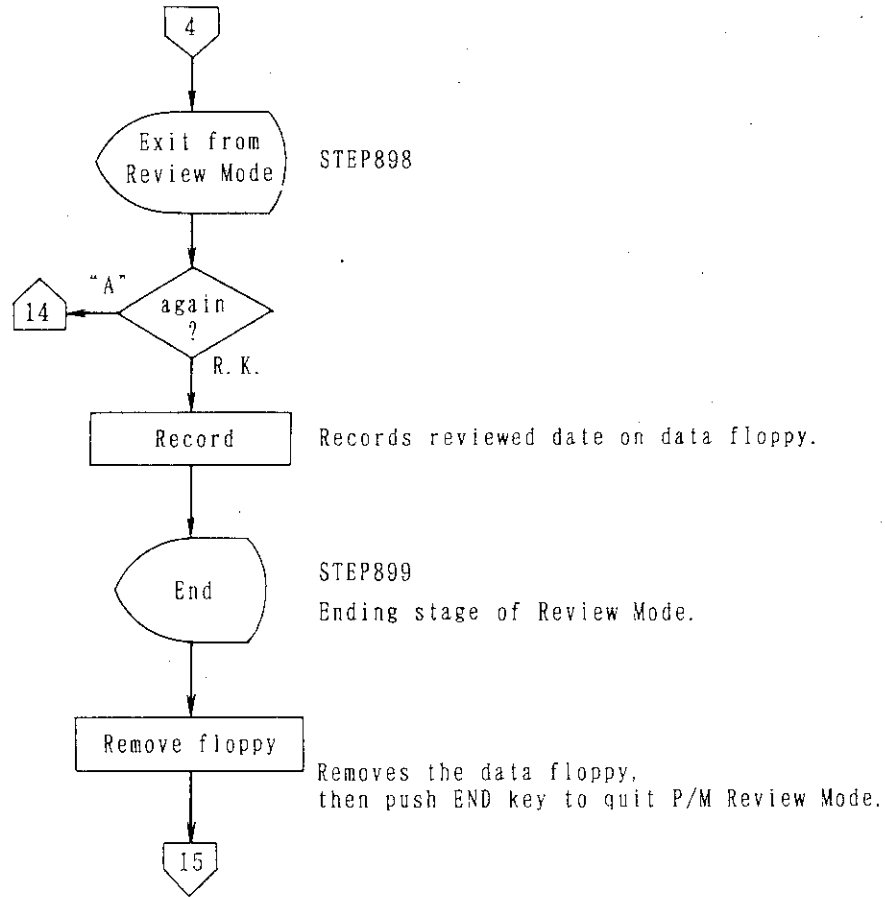 4
Exit from
Review Mode
STEP898
"A"
14
again
?
R.K.
Record
Records reviewed date on data floppy.
End
STEP899
Ending stage of Review Mode.
Remove floppy
Removes the data floppy,
then push END key to quit P/M Review Mode.
15